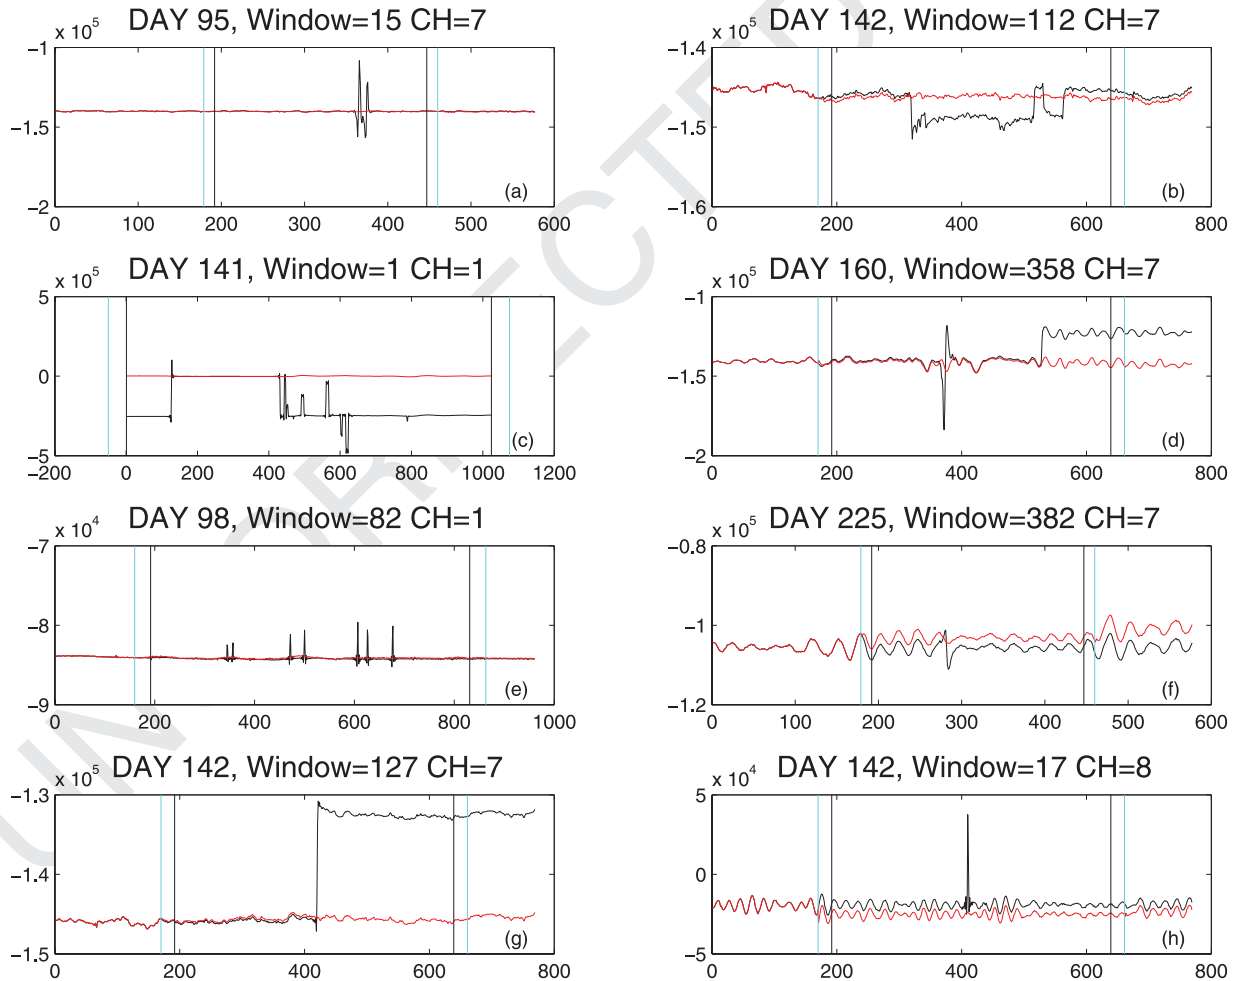 DAY 95, Window=15 CH=7
x 10^5
−1
−1.5
−2
0 100 200 300 400 500 600
(a)
DAY 142, Window=112 CH=7
x 10^5
−1.4
−1.5
−1.6
0 200 400 600 800
(b)
DAY 141, Window=1 CH=1
x 10^5
5
0
−5
−200 0 200 400 600 800 1000 1200
(c)
DAY 160, Window=358 CH=7
x 10^5
−1
−1.5
−2
0 200 400 600 800
(d)
DAY 98, Window=82 CH=1
x 10^4
−7
−8
−9
0 200 400 600 800 1000
(e)
DAY 225, Window=382 CH=7
x 10^5
−0.8
−1
−1.2
0 100 200 300 400 500 600
(f)
DAY 142, Window=127 CH=7
x 10^5
−1.3
−1.4
−1.5
0 200 400 600 800
(g)
DAY 142, Window=17 CH=8
x 10^4
5
0
−5
0 200 400 600 800
(h)
UNCORRECTED